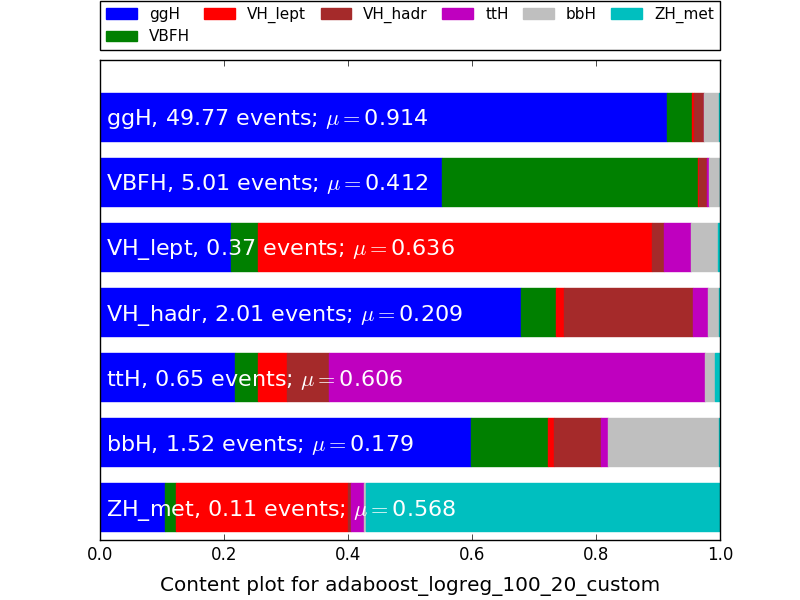 ggH VH_lept VH_hadr ttH bbH ZH_met
VBFH
ggH, 49.77 events; μ = 0.914
VBFH, 5.01 events; μ = 0.412
VH_lept, 0.37 events; μ = 0.636
VH_hadr, 2.01 events; μ = 0.209
ttH, 0.65 events; μ = 0.606
bbH, 1.52 events; μ = 0.179
ZH_met, 0.11 events; μ = 0.568
0.0 0.2 0.4 0.6 0.8 1.0
Content plot for adaboost_logreg_100_20_custom